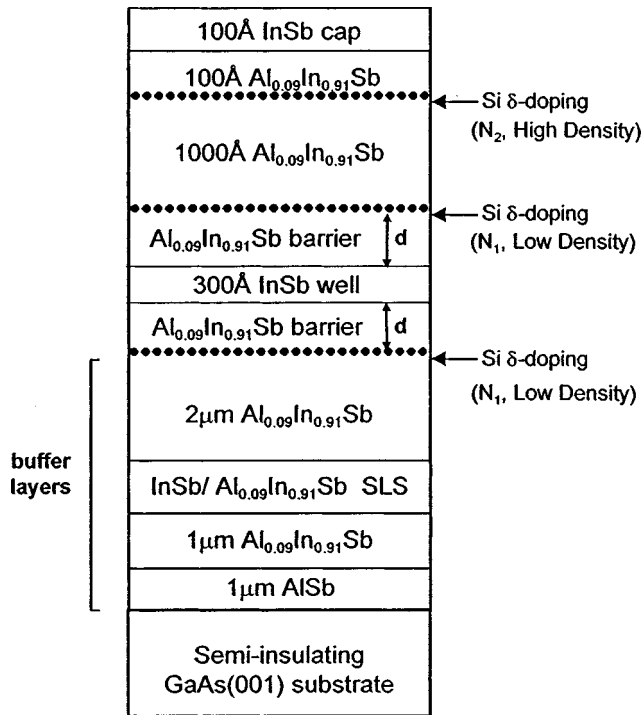 100Å InSb cap
100Å Al₀.₀₉In₀.₉₁Sb
Si δ-doping
(N₂, High Density)
1000Å Al₀.₀₉In₀.₉₁Sb
Si δ-doping
(N₁, Low Density)
Al₀.₀₉In₀.₉₁Sb barrier
d
300Å InSb well
Al₀.₀₉In₀.₉₁Sb barrier
d
Si δ-doping
(N₁, Low Density)
2μm Al₀.₀₉In₀.₉₁Sb
buffer
layers
InSb/ Al₀.₀₉In₀.₉₁Sb SLS
1μm Al₀.₀₉In₀.₉₁Sb
1μm AlSb
Semi-insulating
GaAs(001) substrate